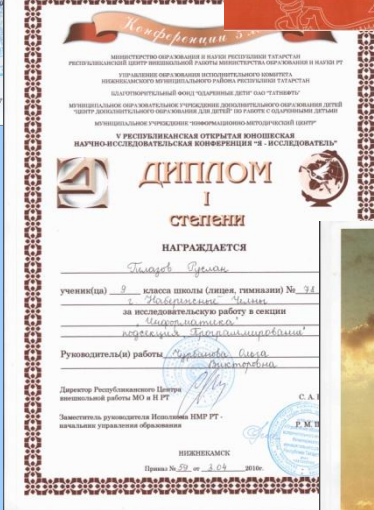 Конференции
МИНИСТЕРСТВО ОБРАЗОВАНИЯ И НАУКИ РЕСПУБЛИКИ ТАТАРСТАН
РЕСПУБЛИКАНСКИЙ ЦЕНТР ВНЕШКОЛЬНОЙ РАБОТЫ МИНИСТЕРСТВА ОБРАЗОВАНИЯ И НАУКИ РТ
УПРАВЛЕНИЕ ОБРАЗОВАНИЯ ИСПОЛНИТЕЛЬНОГО КОМИТЕТА
НИЖНЕКАМСКОГО МУНИЦИПАЛЬНОГО РАЙОНА РЕСПУБЛИКИ ТАТАРСТАН
БЛАГОТВОРИТЕЛЬНЫЙ ФОНД "ОДАРЕННЫЕ ДЕТИ" ОАО "ТАТНЕФТЬ"
МУНИЦИПАЛЬНОЕ ОБРАЗОВАТЕЛЬНОЕ УЧРЕЖДЕНИЕ ДОПОЛНИТЕЛЬНОГО ОБРАЗОВАНИЯ ДЕТЕЙ
"ЦЕНТР ДОПОЛНИТЕЛЬНОГО ОБРАЗОВАНИЯ ДЛЯ ДЕТЕЙ" ПО РАБОТЕ С ОДАРЕННЫМИ ДЕТЬМИ
МУНИЦИПАЛЬНОЕ УЧРЕЖДЕНИЕ "ИНФОРМАЦИОННО-МЕТОДИЧЕСКИЙ ЦЕНТР"
V РЕСПУБЛИКАНСКАЯ ОТКРЫТАЯ ЮНОШЕСКАЯ
НАУЧНО-ИССЛЕДОВАТЕЛЬСКАЯ КОНФЕРЕНЦИЯ "Я - ИССЛЕДОВАТЕЛЬ"
ДИПЛОМ
I
степени
НАГРАЖДАЕТСЯ
Гилазов Руслан
ученик(ца) 9 класса школы (лицея, гимназии) № 78
г. Набережные Челны
за исследовательскую работу в секции
"Информатика"
подсекция "Программирование"
Руководитель(и) работы Чурбанова Ольга
Викторовна
Директор Республиканского Центра
внешкольной работы МО и Н РТ
С. А.
Заместитель руководителя Исполкома НМР РТ -
начальник управления образования
Р. М.
НИЖНЕКАМСК
Приказ № 59 от 3.04 2010г.